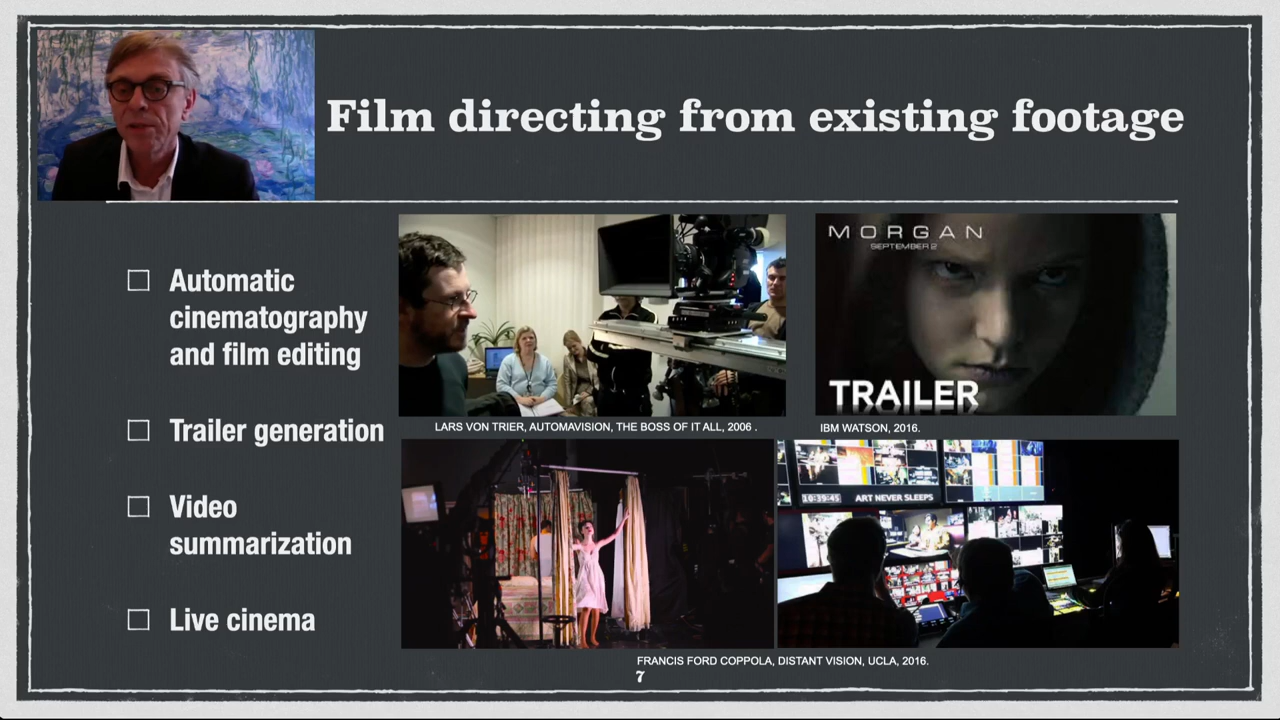 Film directing from existing footage
Automatic
cinematography
and film editing
Trailer generation
Video
summarization
Live cinema
MORGAN
SEPTEMBER 2
TRAILER
LARS VON TRIER, AUTOMAVISION, THE BOSS OF IT ALL, 2006 .
IBM WATSON, 2016.
10:39:45
ART NEVER SLEEPS
FRANCIS FORD COPPOLA, DISTANT VISION, UCLA, 2016.
7